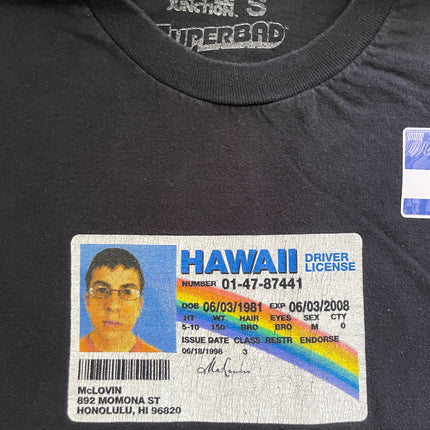 JUNCTION.
S
SUPERBAD
HAWAII DRIVER LICENSE
NUMBER 01-47-87441
DOB 06/03/1981 EXP 06/03/2008
HT WT HAIR EYES SEX CTY
5-10 150 BRO BRO M 0
ISSUE DATE CLASS RESTR ENDORSE
06/18/1998 3
McLovin
McLOVIN
892 MOMONA ST
HONOLULU, HI 96820